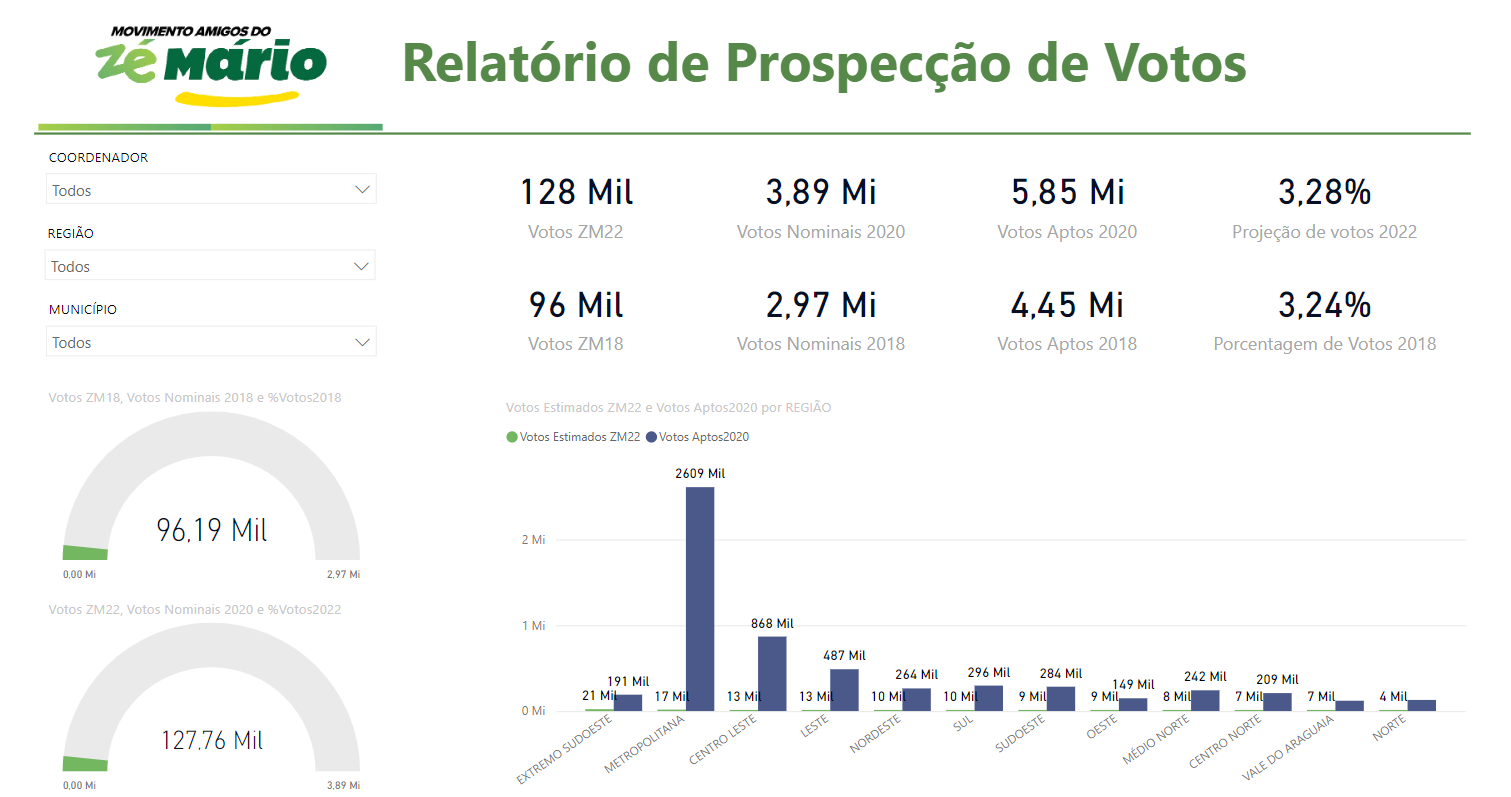 MOVIMENTO AMIGOS DO
Zé Mário
Relatório de Prospecção de Votos
COORDENADOR
Todos
REGIÃO
Todos
MUNICÍPIO
Todos
128 Mil
Votos ZM22
3,89 Mi
Votos Nominais 2020
5,85 Mi
Votos Aptos 2020
3,28%
Projeção de votos 2022
96 Mil
Votos ZM18
2,97 Mi
Votos Nominais 2018
4,45 Mi
Votos Aptos 2018
3,24%
Porcentagem de Votos 2018
Votos ZM18, Votos Nominais 2018 e %Votos2018
96,19 Mil
0,00 Mi
2,97 Mi
Votos ZM22, Votos Nominais 2020 e %Votos2022
127,76 Mil
0,00 Mi
3,89 Mi
Votos Estimados ZM22 e Votos Aptos2020 por REGIÃO
Votos Estimados ZM22 Votos Aptos2020
2 Mi
1 Mi
0 Mi
21 Mil 191 Mil
17 Mil 2609 Mil
13 Mil 868 Mil
13 Mil 487 Mil
10 Mil 264 Mil
10 Mil 296 Mil
9 Mil 284 Mil
9 Mil 149 Mil
8 Mil 242 Mil
7 Mil 209 Mil
7 Mil
4 Mil
EXTREMO SUDOESTE
METROPOLITANA
CENTRO LESTE
LESTE
NORDESTE
SUL
SUDOESTE
OESTE
MÉDIO NORTE
CENTRO NORTE
VALE DO ARAGUAIA
NORTE